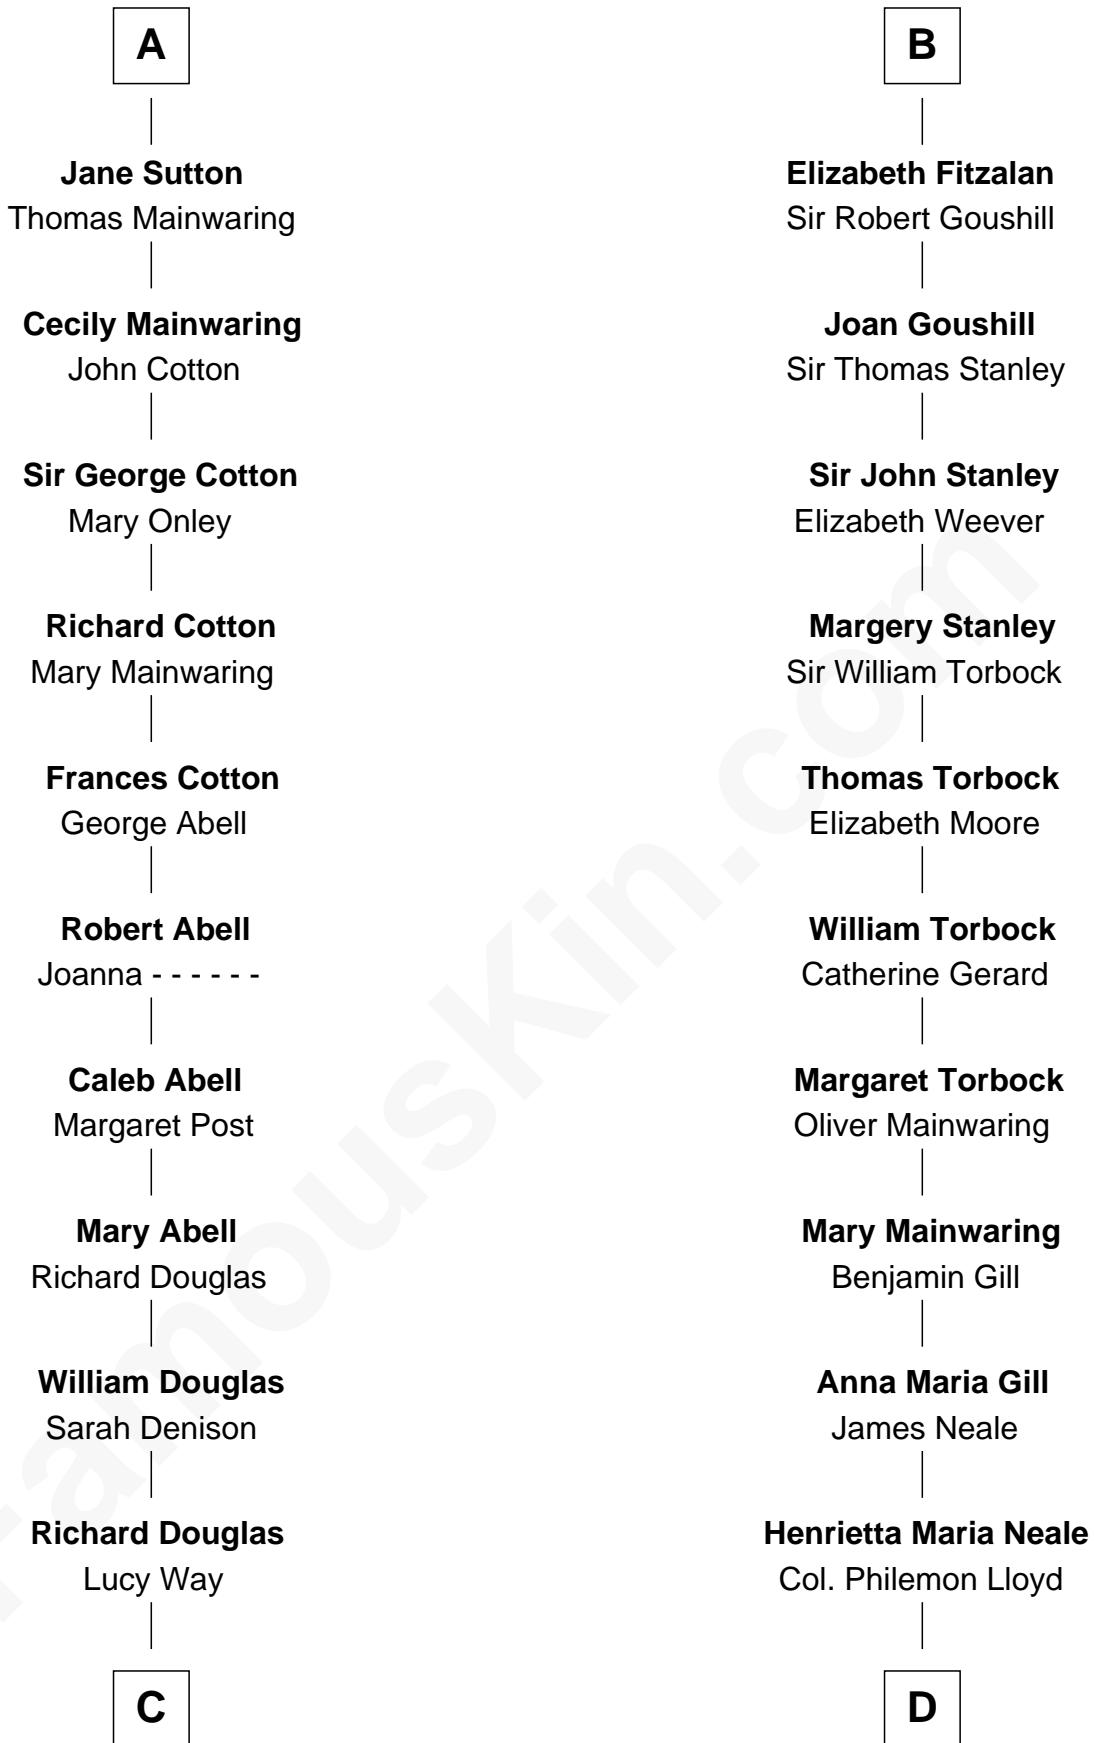 A
Jane Sutton
Thomas Mainwaring
Cecily Mainwaring
John Cotton
Sir George Cotton
Mary Onley
Richard Cotton
Mary Mainwaring
Frances Cotton
George Abell
Robert Abell
Joanna - - - - - -
Caleb Abell
Margaret Post
Mary Abell
Richard Douglas
William Douglas
Sarah Denison
Richard Douglas
Lucy Way
C
B
Elizabeth Fitzalan
Sir Robert Goushill
Joan Goushill
Sir Thomas Stanley
Sir John Stanley
Elizabeth Weever
Margery Stanley
Sir William Torbock
Thomas Torbock
Elizabeth Moore
William Torbock
Catherine Gerard
Margaret Torbock
Oliver Mainwaring
Mary Mainwaring
Benjamin Gill
Anna Maria Gill
James Neale
Henrietta Maria Neale
Col. Philemon Lloyd
D
FamousKin.com